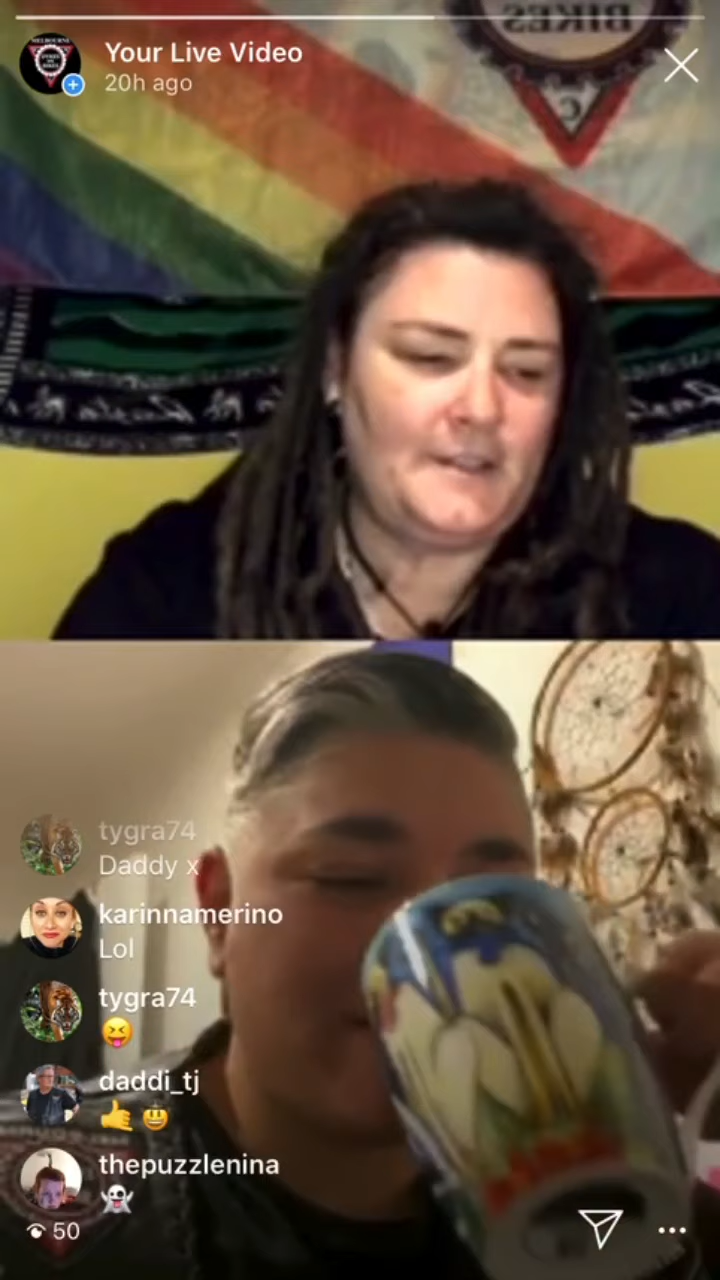 BIKES
Your Live Video
20h ago
C
tygra74
Daddy x
karinnamerino
Lol
tygra74
😝
daddi_tj
🤙 🤠
thepuzzlenina
👻
50